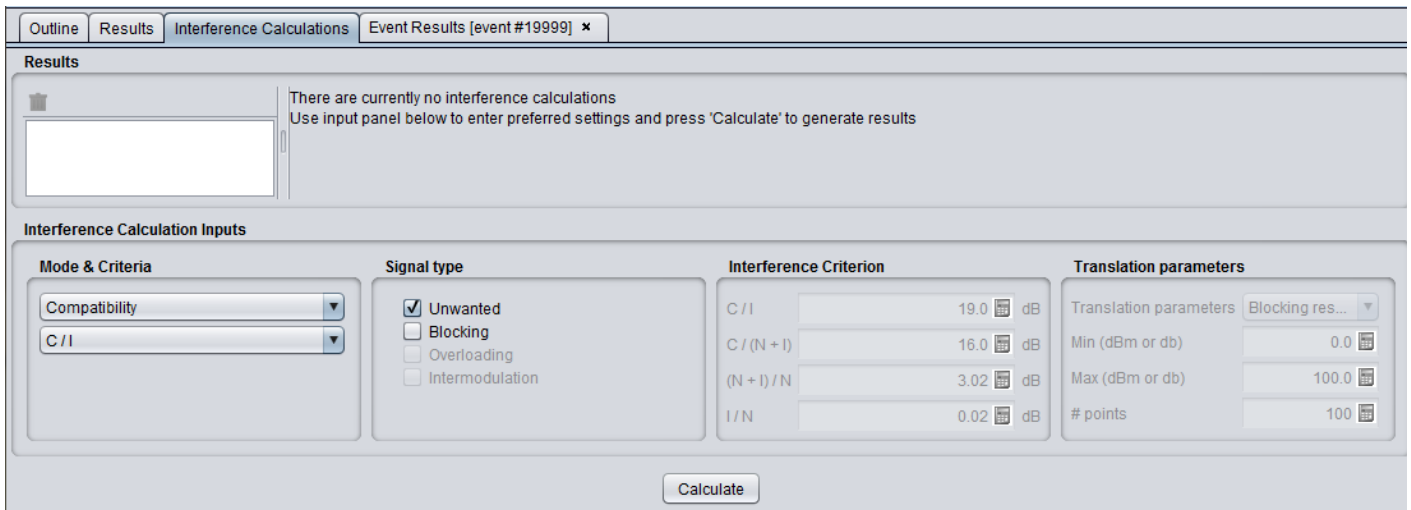 Outline Results Interference Calculations Event Results [event #19999] ×
Results
There are currently no interference calculations
Use input panel below to enter preferred settings and press 'Calculate' to generate results
Interference Calculation Inputs
Mode & Criteria
Compatibility
C / I
Signal type
Unwanted
Blocking
Overloading
Intermodulation
Interference Criterion
C / I 19.0 dB
C / (N + I) 16.0 dB
(N + I) / N 3.02 dB
I / N 0.02 dB
Translation parameters
Translation parameters Blocking res...
Min (dBm or db) 0.0
Max (dBm or db) 100.0
# points 100
Calculate